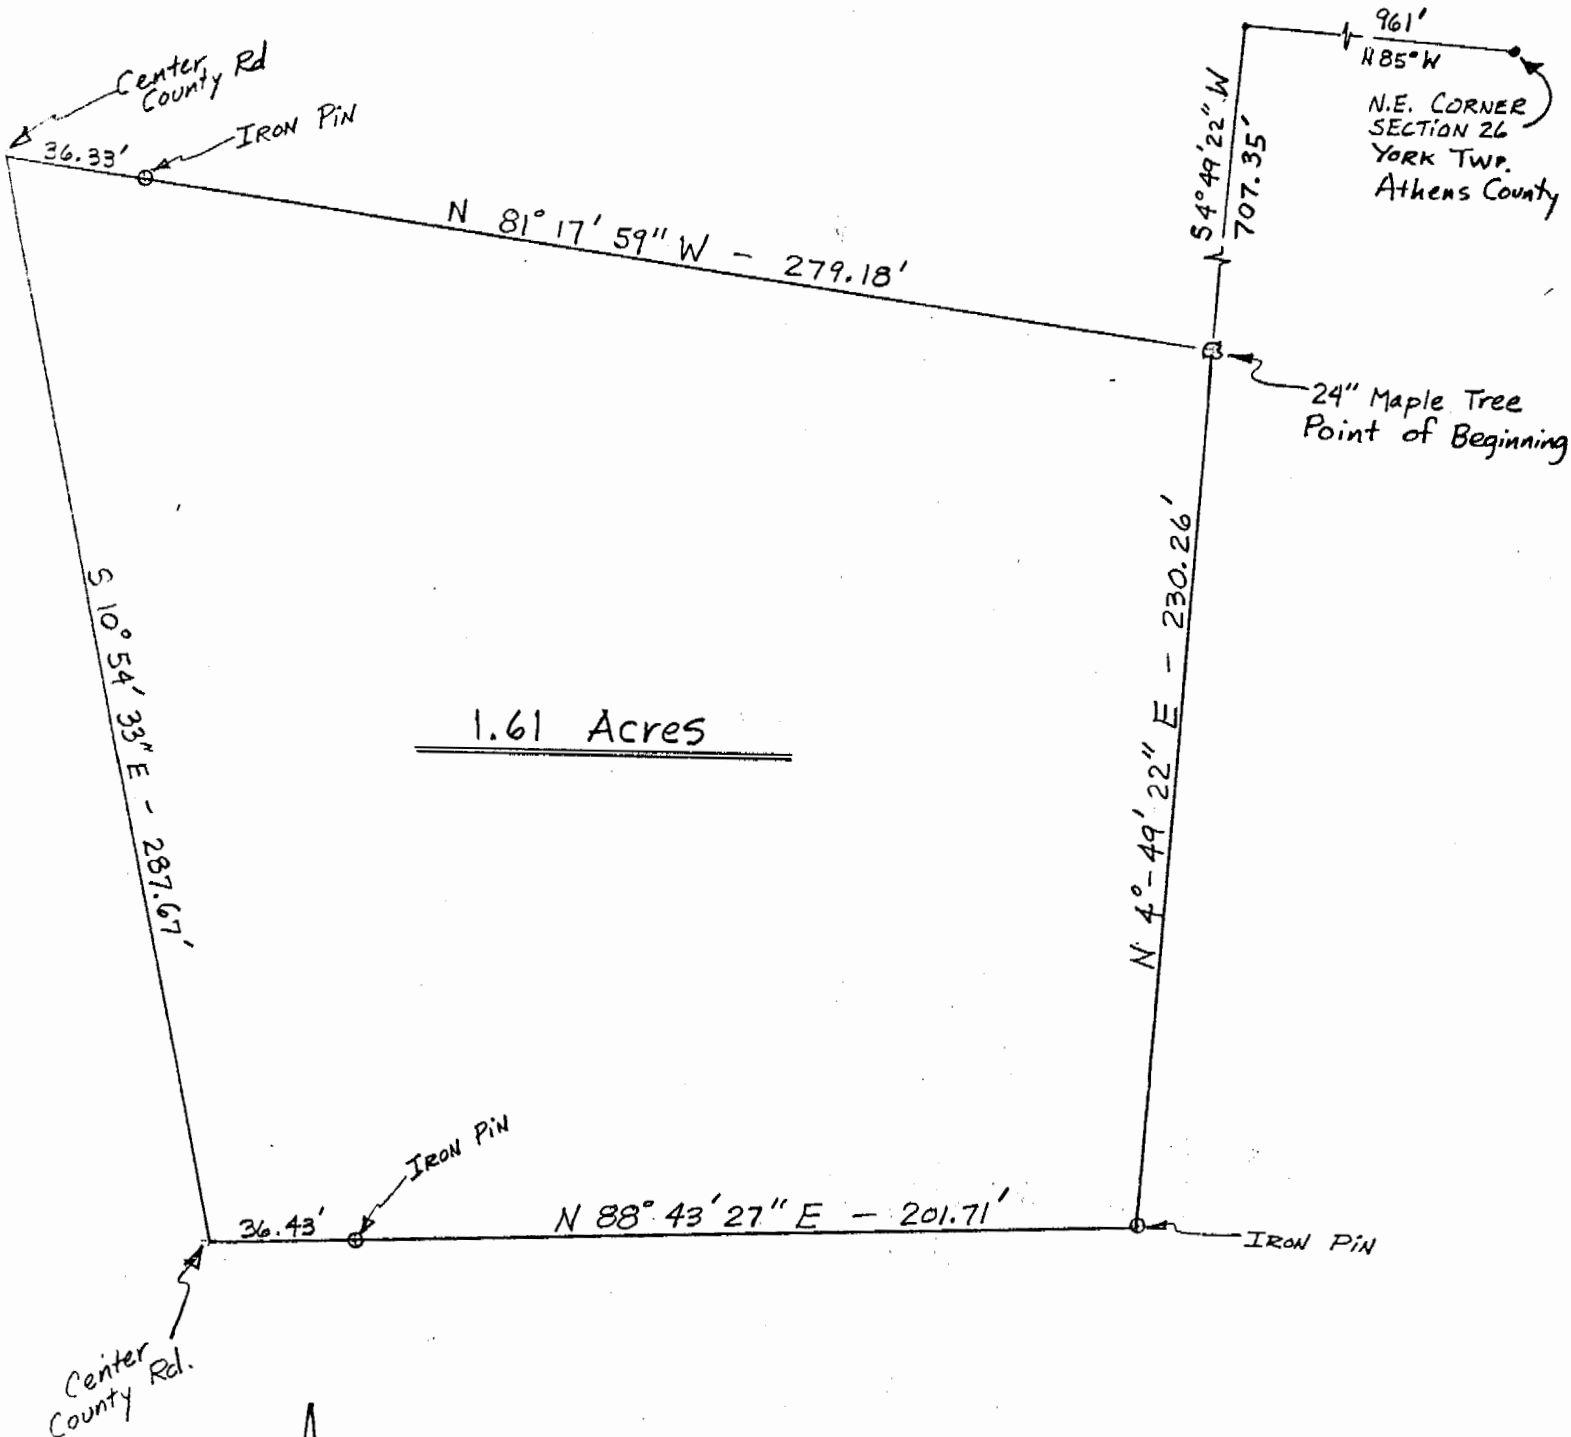 961'
N 85° W
N.E. CORNER
SECTION 26
YORK TWP.
Athens County
S 4° 49' 22" W
707.35'
Center
County Rd
IRON PIN
36.33'
N 81° 17' 59" W - 279.18'
24" Maple Tree
Point of Beginning
S 10° 54' 33" E - 287.67'
N 4°-49' 22" E - 230.26'
1.61 Acres
IRON PIN
36.43'
N 88° 43' 27" E - 201.71'
IRON PIN
Center
County Rd.